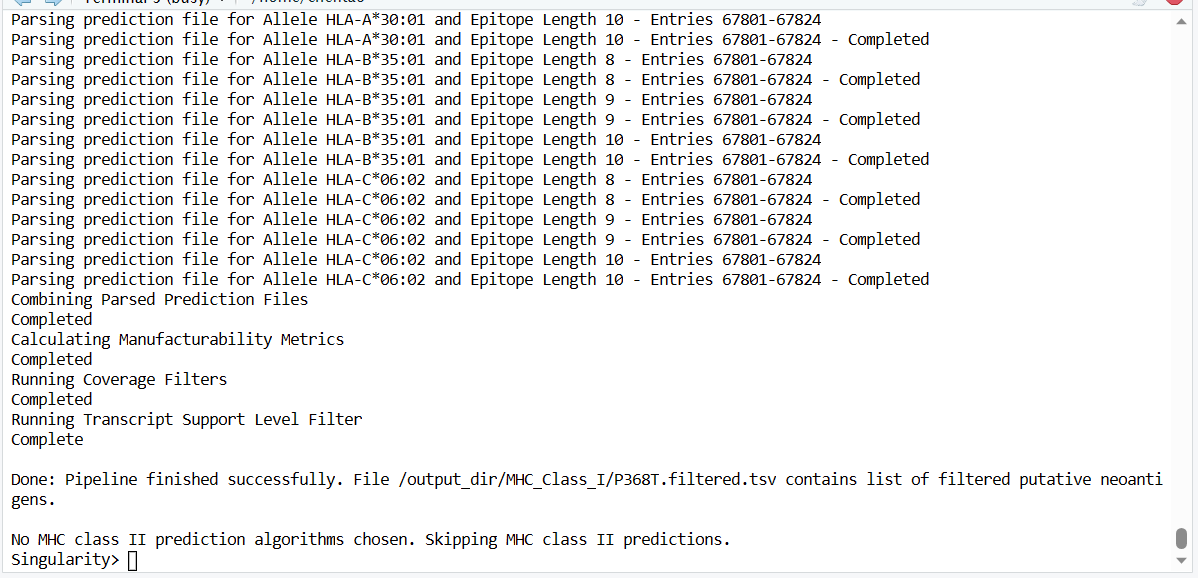 Parsing prediction file for Allele HLA-A*30:01 and Epitope Length 10 - Entries 67801-67824
Parsing prediction file for Allele HLA-A*30:01 and Epitope Length 10 - Entries 67801-67824 - Completed
Parsing prediction file for Allele HLA-B*35:01 and Epitope Length 8 - Entries 67801-67824
Parsing prediction file for Allele HLA-B*35:01 and Epitope Length 8 - Entries 67801-67824 - Completed
Parsing prediction file for Allele HLA-B*35:01 and Epitope Length 9 - Entries 67801-67824
Parsing prediction file for Allele HLA-B*35:01 and Epitope Length 9 - Entries 67801-67824 - Completed
Parsing prediction file for Allele HLA-B*35:01 and Epitope Length 10 - Entries 67801-67824
Parsing prediction file for Allele HLA-B*35:01 and Epitope Length 10 - Entries 67801-67824 - Completed
Parsing prediction file for Allele HLA-C*06:02 and Epitope Length 8 - Entries 67801-67824
Parsing prediction file for Allele HLA-C*06:02 and Epitope Length 8 - Entries 67801-67824 - Completed
Parsing prediction file for Allele HLA-C*06:02 and Epitope Length 9 - Entries 67801-67824
Parsing prediction file for Allele HLA-C*06:02 and Epitope Length 9 - Entries 67801-67824 - Completed
Parsing prediction file for Allele HLA-C*06:02 and Epitope Length 10 - Entries 67801-67824
Parsing prediction file for Allele HLA-C*06:02 and Epitope Length 10 - Entries 67801-67824 - Completed
Combining Parsed Prediction Files
Completed
Calculating Manufacturability Metrics
Completed
Running Coverage Filters
Completed
Running Transcript Support Level Filter
Complete
Done: Pipeline finished successfully. File /output_dir/MHC_Class_I/P368T.filtered.tsv contains list of filtered putative neoanti
gens.
No MHC class II prediction algorithms chosen. Skipping MHC class II predictions.
Singularity>